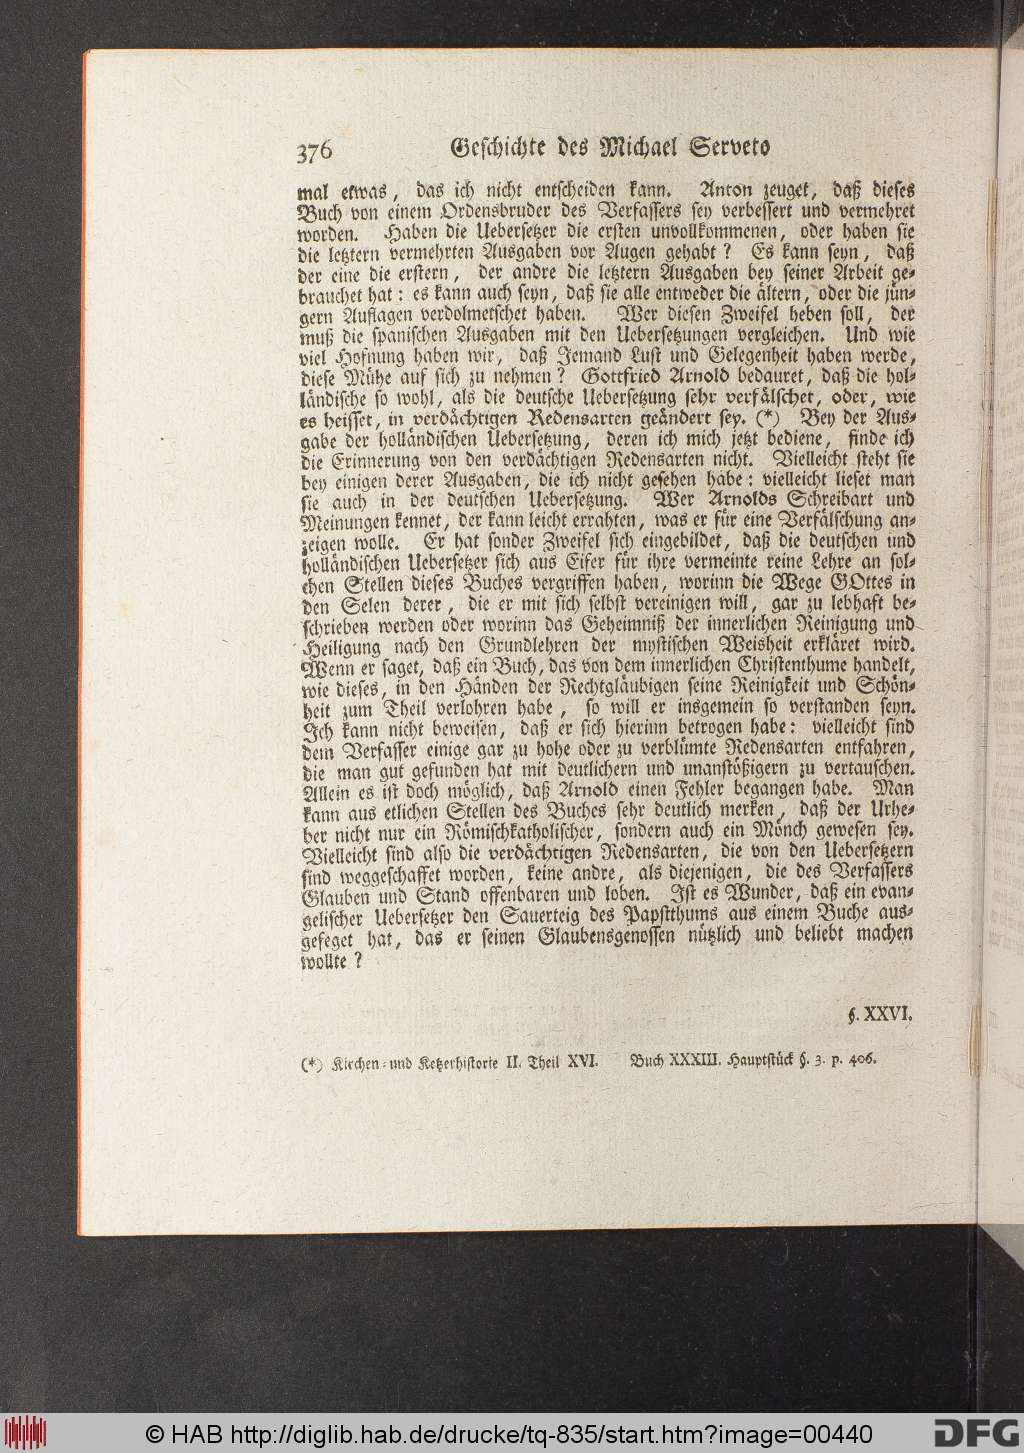 376 Geschichte des Michael Serveto
mal etwas, das ich nicht entscheiden kann. Anton zeuget, daß dieses
Buch von einem Ordensbruder des Verfassers sey verbessert und vermehret
worden. Haben die Uebersetzer die ersten unvollkommenen, oder haben sie
die letztern vermehrten Ausgaben vor Augen gehabt? Es kann seyn, daß
der eine die erstern, der andre die letztern Ausgaben bey seiner Arbeit ge-
brauchet hat: es kann auch seyn, daß sie alle entweder die ältern, oder die jün-
gern Auflagen verdolmetschet haben. Wer diesen Zweifel heben soll, der
muß die spanischen Ausgaben mit den Uebersetzungen vergleichen. Und wie
viel Hofnung haben wir, daß Jemand Lust und Gelegenheit haben werde,
diese Mühe auf sich zu nehmen? Gottfried Arnold bedauret, daß die hol-
ländische so wohl, als die deutsche Uebersetzung sehr verfälschet, oder, wie
es heisset, in verdächtigen Redensarten geändert sey. (*) Bey der Aus-
gabe der holländischen Uebersetzung, deren ich mich jetzt bediene, finde ich
die Erinnerung von den verdächtigen Redensarten nicht. Vielleicht steht sie
bey einigen derer Ausgaben, die ich nicht gesehen habe: vielleicht lieset man
sie auch in der deutschen Uebersetzung. Wer Arnolds Schreibart und
Meinungen kennet, der kann leicht errahten, was er für eine Verfälschung an-
zeigen wolle. Er hat sonder Zweifel sich eingebildet, daß die deutschen und
holländischen Uebersetzer sich aus Eifer für ihre vermeinte reine Lehre an sol-
chen Stellen dieses Buches vergriffen haben, worinn die Wege GOttes in
den Selen derer, die er mit sich selbst vereinigen will, gar zu lebhaft be-
schrieben werden oder worinn das Geheimniß der innerlichen Reinigung und
Heiligung nach den Grundlehren der mystischen Weisheit erkläret wird.
Wenn er saget, daß ein Buch, das von dem innerlichen Christenthume handelt,
wie dieses, in den Händen der Rechtgläubigen seine Reinigkeit und Schön-
heit zum Theil verlohren habe, so will er insgemein so verstanden seyn.
Ich kann nicht beweisen, daß er sich hierinn betrogen habe: vielleicht sind
dem Verfasser einige gar zu hohe oder zu verblümte Redensarten entfahren,
die man gut gefunden hat mit deutlichern und unanstößigern zu vertauschen.
Allein es ist doch möglich, daß Arnold einen Fehler begangen habe. Man
kann aus etlichen Stellen des Buches sehr deutlich merken, daß der Urhe-
ber nicht nur ein Römischkatholischer, sondern auch ein Mönch gewesen sey.
Vielleicht sind also die verdächtigen Redensarten, die von den Uebersetzern
sind weggeschaffet worden, keine andre, als diejenigen, die des Verfassers
Glauben und Stand offenbaren und loben. Ist es Wunder, daß ein evan-
gelischer Uebersetzer den Sauerteig des Papstthums aus einem Buche aus-
gefeget hat, das er seinen Glaubensgenossen nützlich und beliebt machen
wollte?
§. XXVI.
(*) Kirchen- und Ketzerhistorie II. Theil XVI. Buch XXXIII. Hauptstück §. 3. p. 406.
© HAB http://diglib.hab.de/drucke/tq-835/start.htm?image=00440
DFG